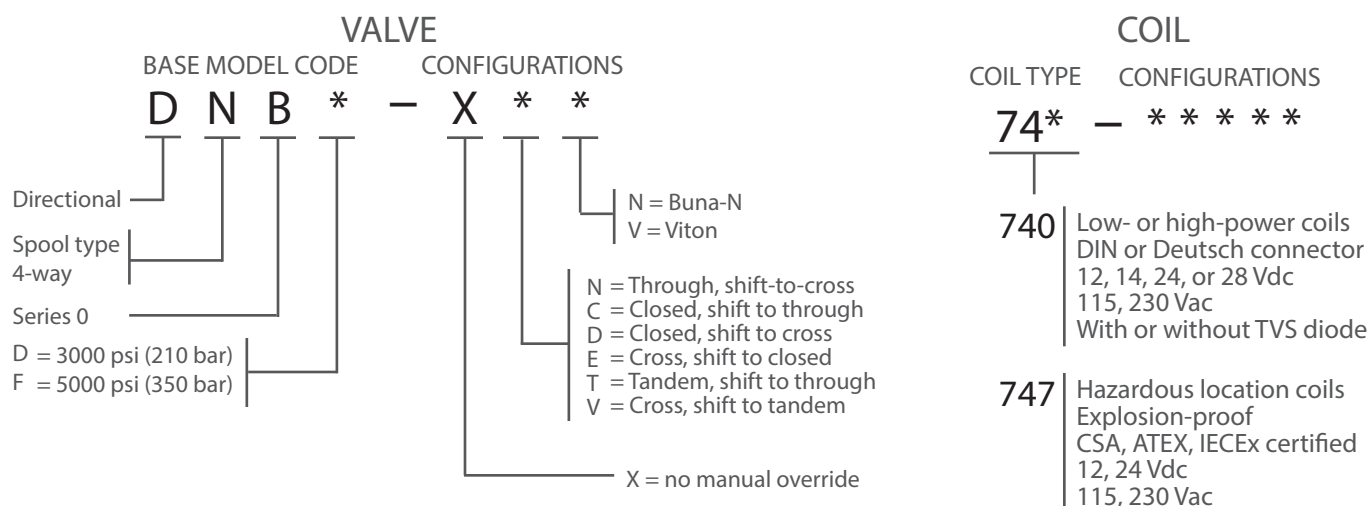 VALVE
BASE MODEL CODE CONFIGURATIONS
D N B * – X * *
Directional
Spool type
4-way
Series 0
D = 3000 psi (210 bar)
F = 5000 psi (350 bar)
N = Buna-N
V = Viton
N = Through, shift-to-cross
C = Closed, shift to through
D = Closed, shift to cross
E = Cross, shift to closed
T = Tandem, shift to through
V = Cross, shift to tandem
X = no manual override
COIL
COIL TYPE CONFIGURATIONS
74* – * * * * *
740
Low- or high-power coils
DIN or Deutsch connector
12, 14, 24, or 28 Vdc
115, 230 Vac
With or without TVS diode
747
Hazardous location coils
Explosion-proof
CSA, ATEX, IECEx certified
12, 24 Vdc
115, 230 Vac